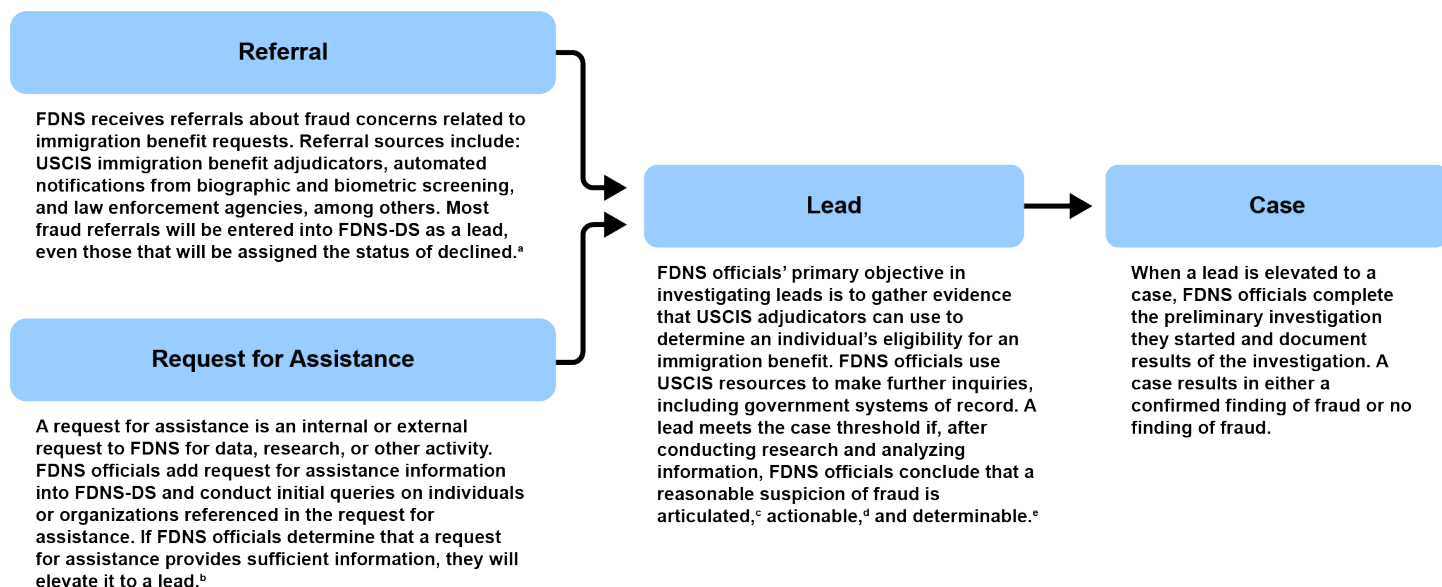 Referral
FDNS receives referrals about fraud concerns related to
immigration benefit requests. Referral sources include:
USCIS immigration benefit adjudicators, automated
notifications from biographic and biometric screening,
and law enforcement agencies, among others. Most
fraud referrals will be entered into FDNS-DS as a lead,
even those that will be assigned the status of declined.ᵃ
Request for Assistance
A request for assistance is an internal or external
request to FDNS for data, research, or other activity.
FDNS officials add request for assistance information
into FDNS-DS and conduct initial queries on individuals
or organizations referenced in the request for
assistance. If FDNS officials determine that a request
for assistance provides sufficient information, they will
elevate it to a lead.ᵇ
Lead
FDNS officials’ primary objective in
investigating leads is to gather evidence
that USCIS adjudicators can use to
determine an individual’s eligibility for an
immigration benefit. FDNS officials use
USCIS resources to make further inquiries,
including government systems of record. A
lead meets the case threshold if, after
conducting research and analyzing
information, FDNS officials conclude that a
reasonable suspicion of fraud is
articulated,ᶜ actionable,ᵈ and determinable.ᵉ
Case
When a lead is elevated to a
case, FDNS officials complete
the preliminary investigation
they started and document
results of the investigation. A
case results in either a
confirmed finding of fraud or no
finding of fraud.